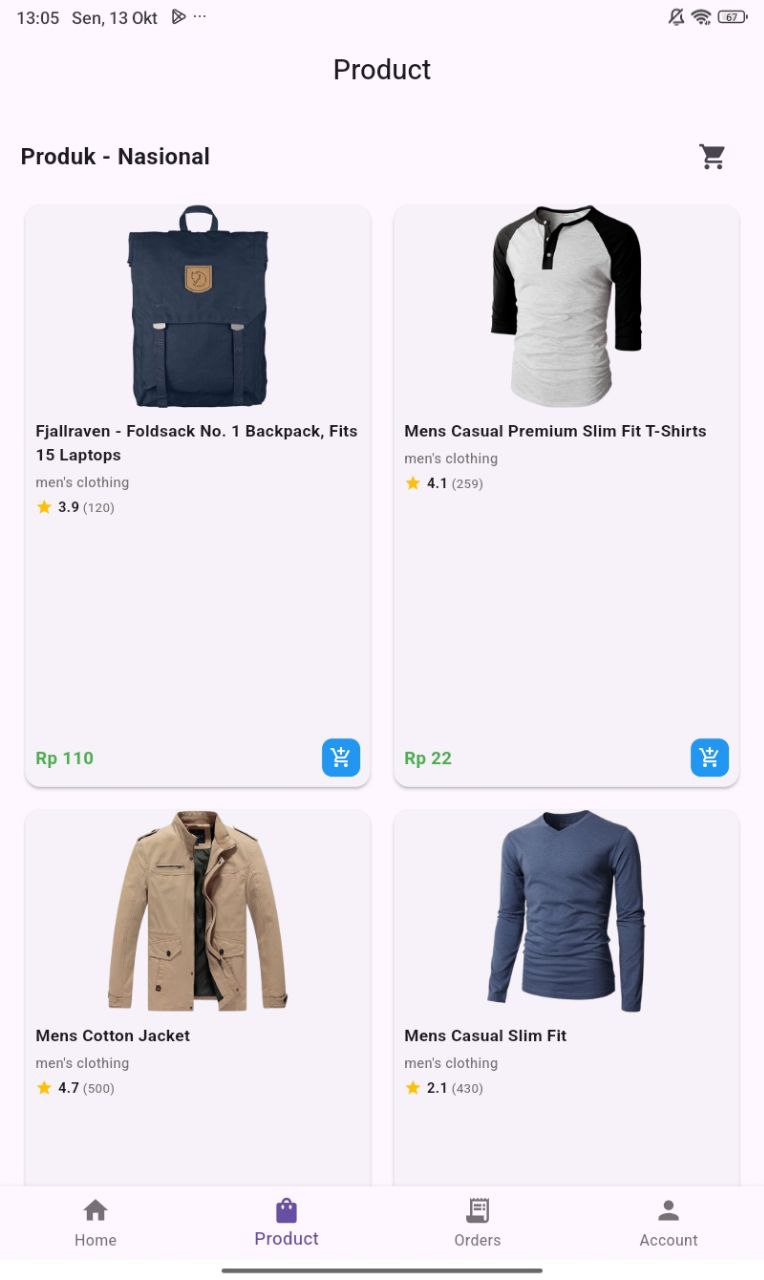 13:05 Sen, 13 Okt ...
67
Product
Produk - Nasional
Fjallraven - Foldsack No. 1 Backpack, Fits
15 Laptops
men's clothing
3.9 (120)
Rp 110
Mens Casual Premium Slim Fit T-Shirts
men's clothing
4.1 (259)
Rp 22
Mens Cotton Jacket
men's clothing
4.7 (500)
Mens Casual Slim Fit
men's clothing
2.1 (430)
Home
Product
Orders
Account